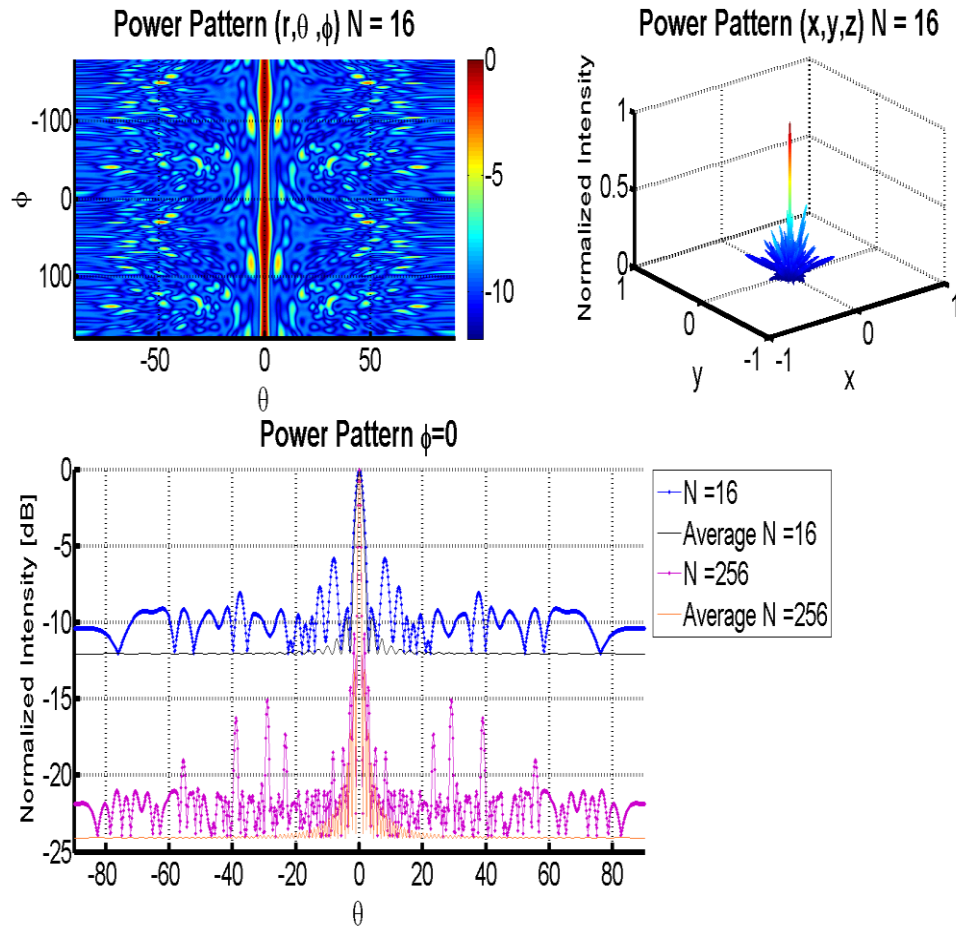 Power Pattern (r,θ ,ϕ) N = 16
-100
0
100
ϕ
-50
0
50
θ
0
-5
-10
Power Pattern (x,y,z) N = 16
Normalized Intensity
1
0.5
0
1
0
-1
y
-1
0
1
x
Power Pattern ϕ=0
Normalized Intensity [dB]
0
-5
-10
-15
-20
-25
-80
-60
-40
-20
0
20
40
60
80
θ
N =16
Average N =16
N =256
Average N =256